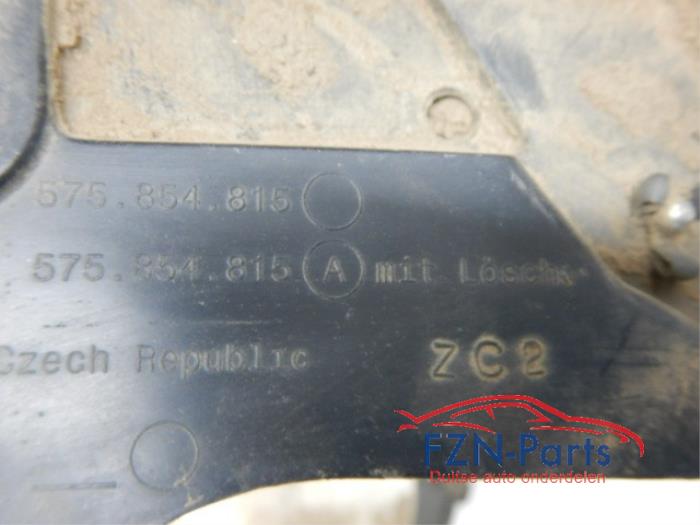 575.854.815
575.854.815 A mit Lösch
Czech Republic
ZC2
FZN-Parts
Duitse auto onderdelen